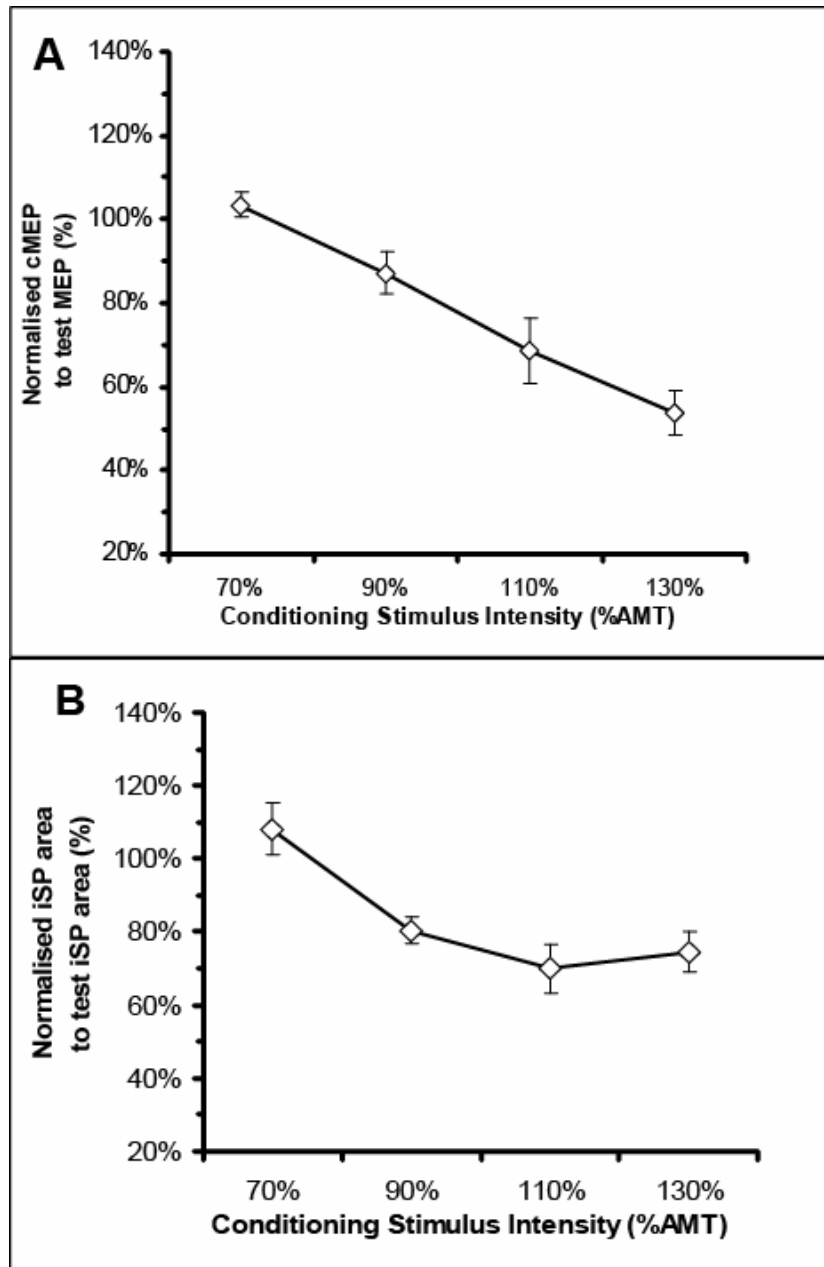 A
140%
120%
100%
80%
60%
40%
20%
Normalised cMEP
to test MEP (%)
70% 90% 110% 130%
Conditioning Stimulus Intensity (%AMT)
B
140%
120%
100%
80%
60%
40%
20%
Normalised iSP area
to test iSP area (%)
70% 90% 110% 130%
Conditioning Stimulus Intensity (%AMT)